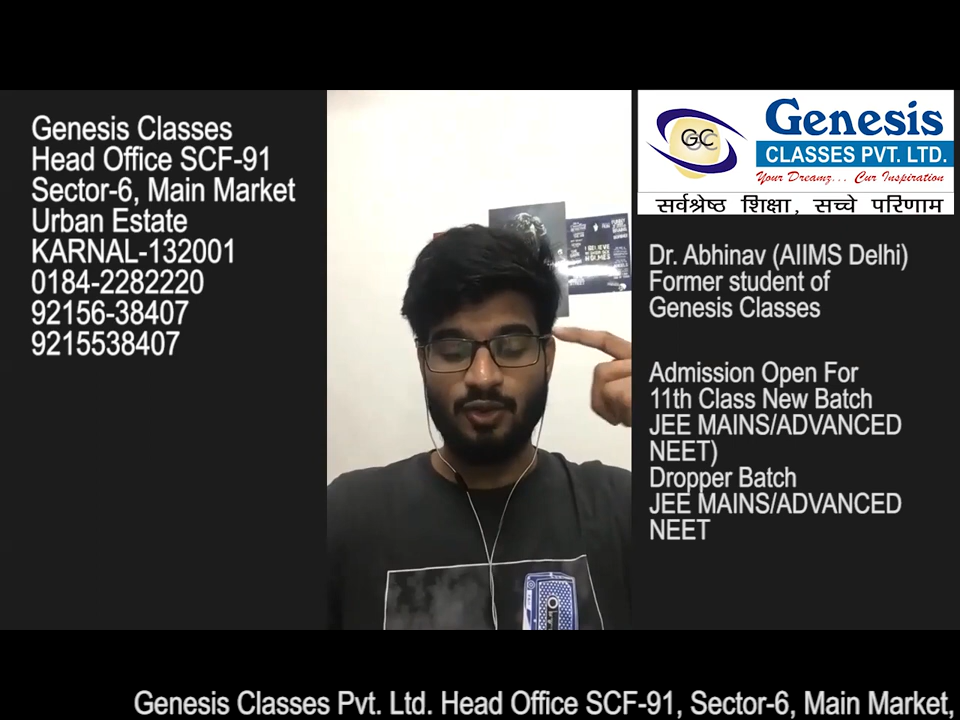 Genesis Classes
Head Office SCF-91
Sector-6, Main Market
Urban Estate
KARNAL-132001
0184-2282220
92156-38407
9215538407
GC
Genesis
CLASSES PVT. LTD.
Your Dreamz... Cur Inspiration
सर्वश्रेष्ठ शिक्षा, सच्चे परिणाम
Dr. Abhinav (AIIMS Delhi)
Former student of
Genesis Classes
Admission Open For
11th Class New Batch
JEE MAINS/ADVANCED
NEET)
Dropper Batch
JEE MAINS/ADVANCED
NEET
I BELIEVE
Genesis Classes Pvt. Ltd. Head Office SCF-91, Sector-6, Main Market,